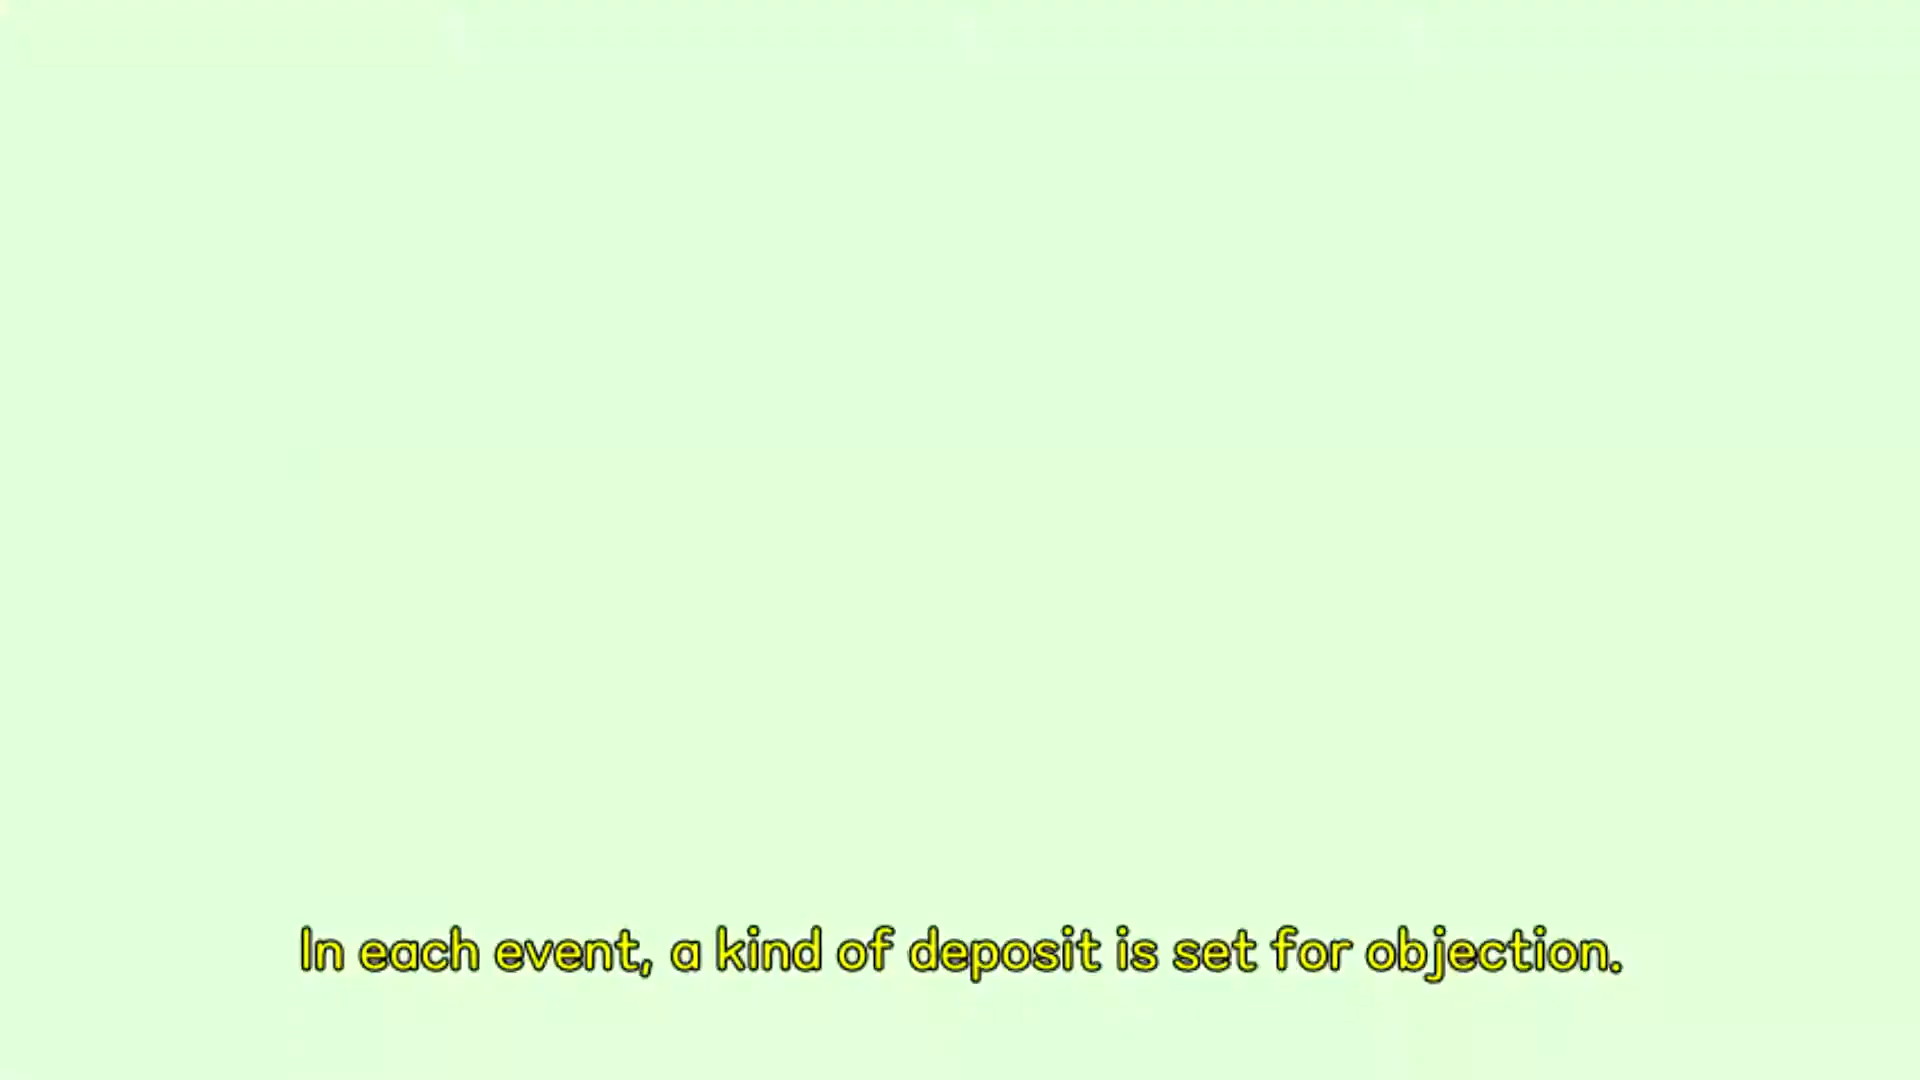 In each event, a kind of deposit is set for objection.